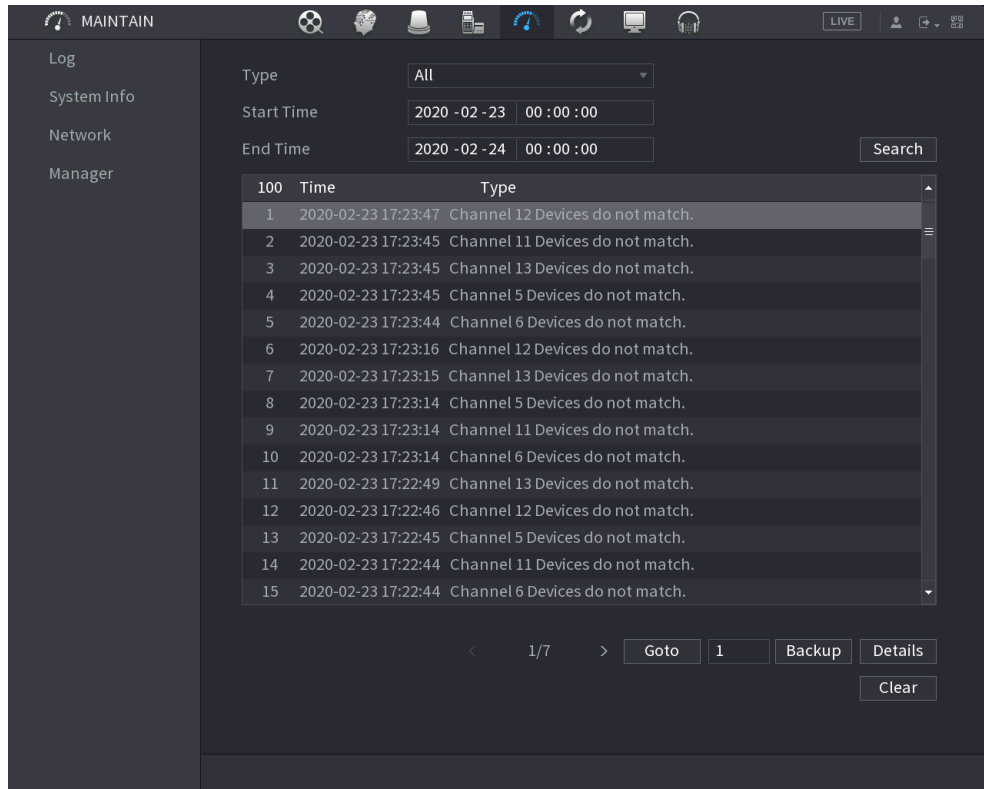 MAINTAIN LIVE
Log
System Info
Network
Manager
Type All
Start Time 2020 -02 -23 00 : 00 : 00
End Time 2020 -02 -24 00 : 00 : 00 Search
100 Time Type
1 2020-02-23 17:23:47 Channel 12 Devices do not match.
2 2020-02-23 17:23:45 Channel 11 Devices do not match.
3 2020-02-23 17:23:45 Channel 13 Devices do not match.
4 2020-02-23 17:23:45 Channel 5 Devices do not match.
5 2020-02-23 17:23:44 Channel 6 Devices do not match.
6 2020-02-23 17:23:16 Channel 12 Devices do not match.
7 2020-02-23 17:23:15 Channel 13 Devices do not match.
8 2020-02-23 17:23:14 Channel 5 Devices do not match.
9 2020-02-23 17:23:14 Channel 11 Devices do not match.
10 2020-02-23 17:23:14 Channel 6 Devices do not match.
11 2020-02-23 17:22:49 Channel 13 Devices do not match.
12 2020-02-23 17:22:46 Channel 12 Devices do not match.
13 2020-02-23 17:22:45 Channel 5 Devices do not match.
14 2020-02-23 17:22:44 Channel 11 Devices do not match.
15 2020-02-23 17:22:44 Channel 6 Devices do not match.
< 1/7 > Goto 1 Backup Details
Clear